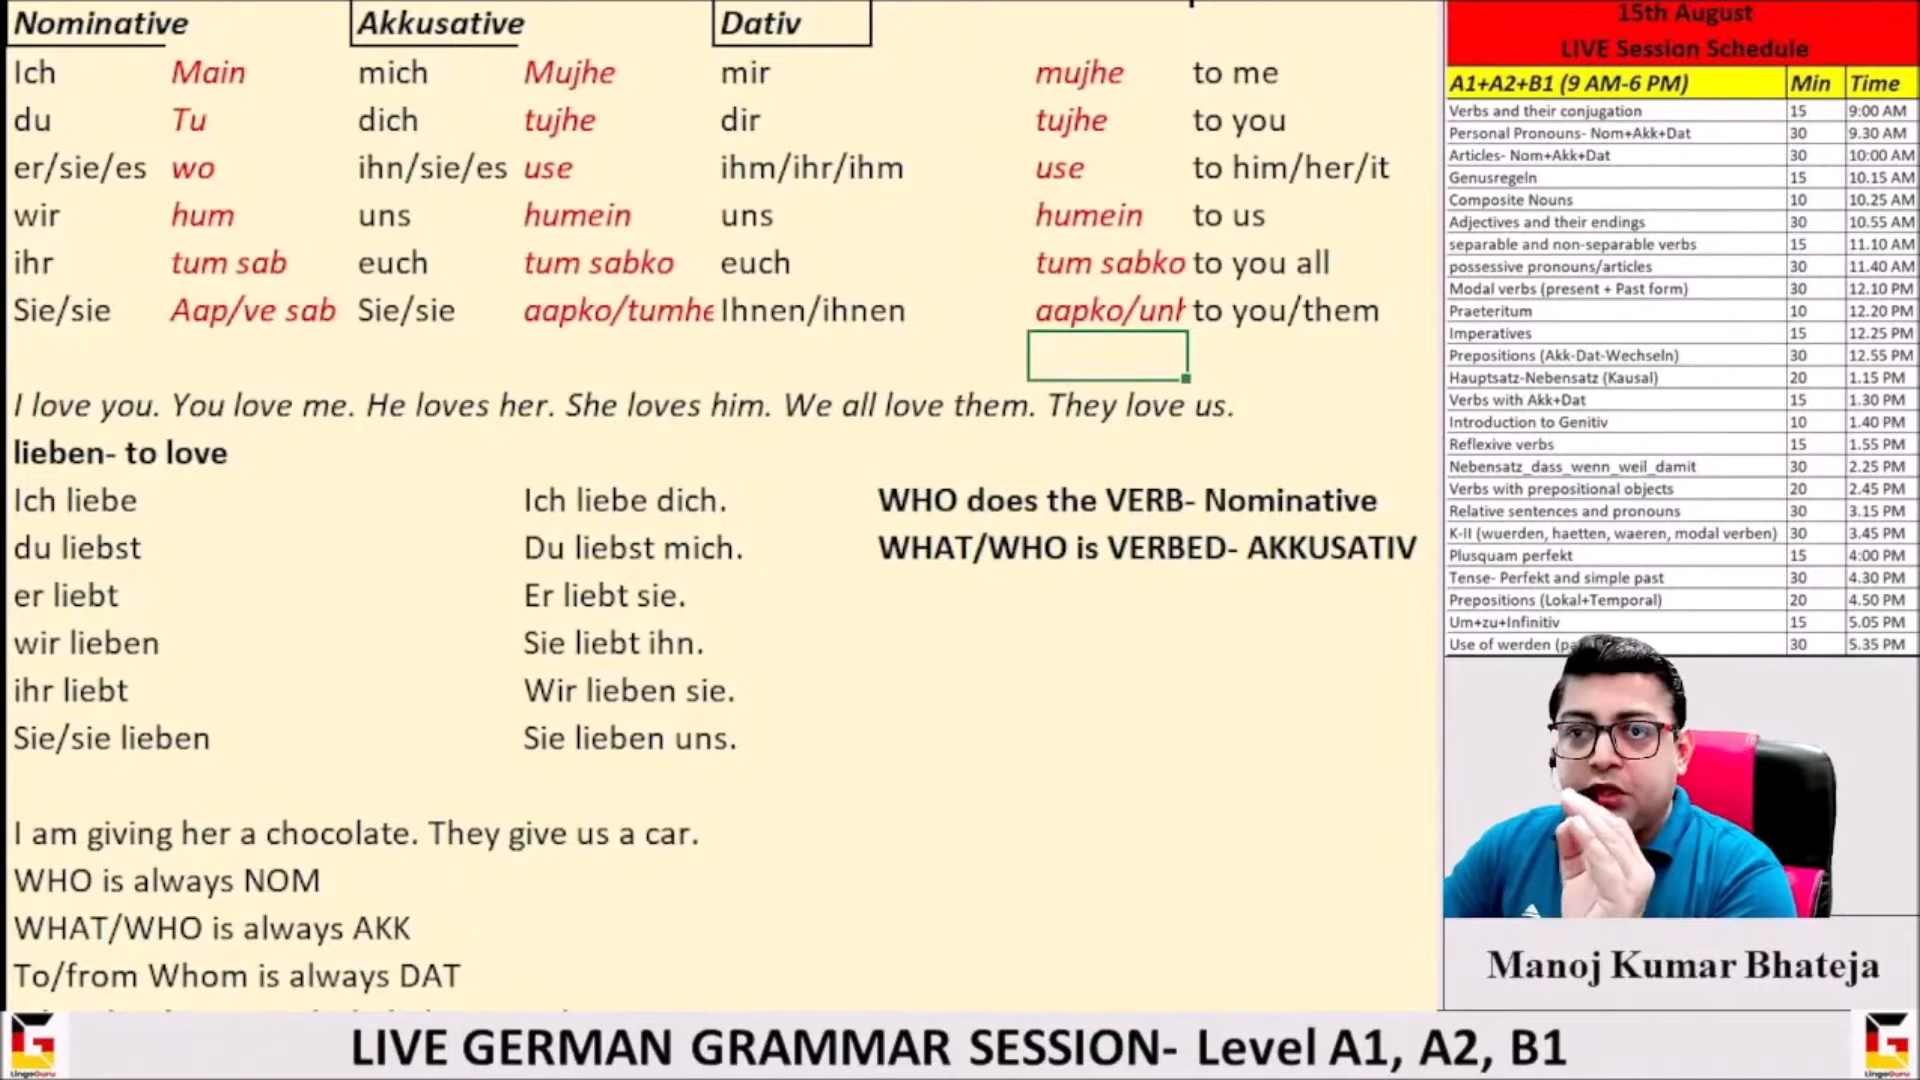 Nominative Akkusative Dativ
Ich Main mich Mujhe mir mujhe to me
du Tu dich tujhe dir tujhe to you
er/sie/es wo ihn/sie/es use ihm/ihr/ihm use to him/her/it
wir hum uns humein uns humein to us
ihr tum sab euch tum sabko euch tum sabko to you all
Sie/sie Aap/ve sab Sie/sie aapko/tumhe Ihnen/ihnen aapko/unh to you/them
I love you. You love me. He loves her. She loves him. We all love them. They love us.
lieben- to love
Ich liebe Ich liebe dich. WHO does the VERB- Nominative
du liebst Du liebst mich. WHAT/WHO is VERBED- AKKUSATIV
er liebt Er liebt sie.
wir lieben Sie liebt ihn.
ihr liebt Wir lieben sie.
Sie/sie lieben Sie lieben uns.
I am giving her a chocolate. They give us a car.
WHO is always NOM
WHAT/WHO is always AKK
To/from Whom is always DAT
15th August
LIVE Session Schedule
A1+A2+B1 (9 AM-6 PM) Min Time
Verbs and their conjugation 15 9:00 AM
Personal Pronouns- Nom+Akk+Dat 30 9.30 AM
Articles- Nom+Akk+Dat 30 10:00 AM
Genusregeln 15 10.15 AM
Composite Nouns 10 10.25 AM
Adjectives and their endings 30 10.55 AM
separable and non-separable verbs 15 11.10 AM
possessive pronouns/articles 30 11.40 AM
Modal verbs (present + Past form) 30 12.10 PM
Praeteritum 10 12.20 PM
Imperatives 15 12.25 PM
Prepositions (Akk-Dat-Wechseln) 30 12.55 PM
Hauptsatz-Nebensatz (Kausal) 20 1.15 PM
Verbs with Akk+Dat 15 1.30 PM
Introduction to Genitiv 10 1.40 PM
Reflexive verbs 15 1.55 PM
Nebensatz_dass_wenn_weil_damit 30 2.25 PM
Verbs with prepositional objects 20 2.45 PM
Relative sentences and pronouns 30 3.15 PM
K-II (wuerden, haetten, waeren, modal verben) 30 3.45 PM
Plusquam perfekt 15 4:00 PM
Tense- Perfekt and simple past 30 4.30 PM
Prepositions (Lokal+Temporal) 20 4.50 PM
Um+zu+Infinitiv 15 5.05 PM
Use of werden (pa 30 5.35 PM
Manoj Kumar Bhateja
LingoGuru LIVE GERMAN GRAMMAR SESSION- Level A1, A2, B1 LingoGuru